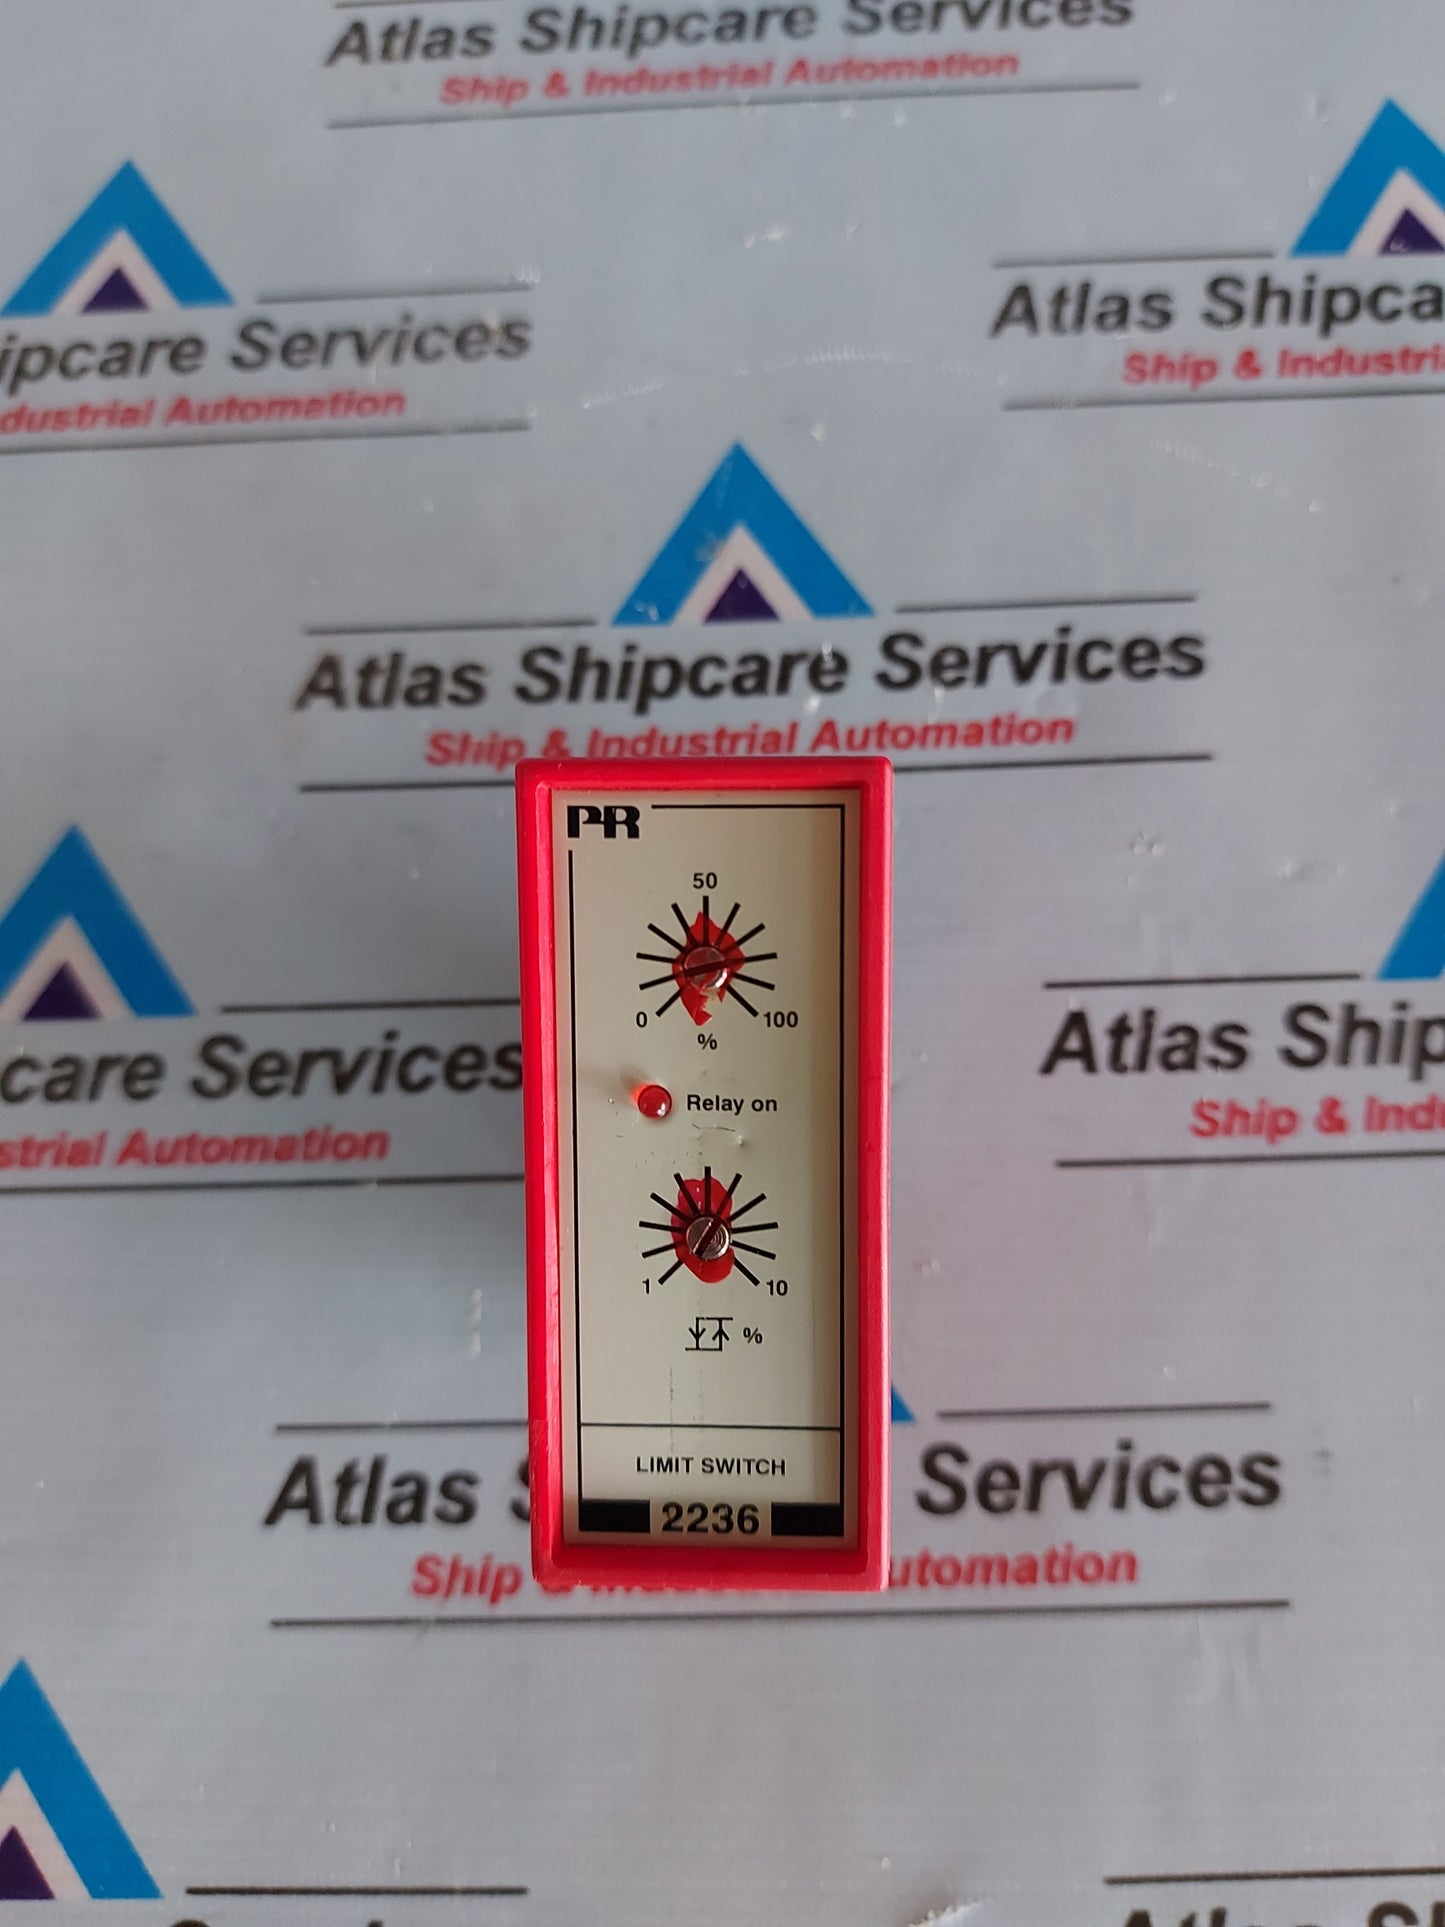 Atlas Shipcare Services
Ship & Industrial Automation
ipcare Services
dustrial Automation
Atlas Shipca
Ship & Industri
Atlas Shipcare Services
Ship & Industrial Automation
PR
50
0 100
%
Relay on
1 10
%
LIMIT SWITCH
2236
care Services
strial Automation
Atlas Ship
Ship & Indu
Atlas S Services
Ship & utomation